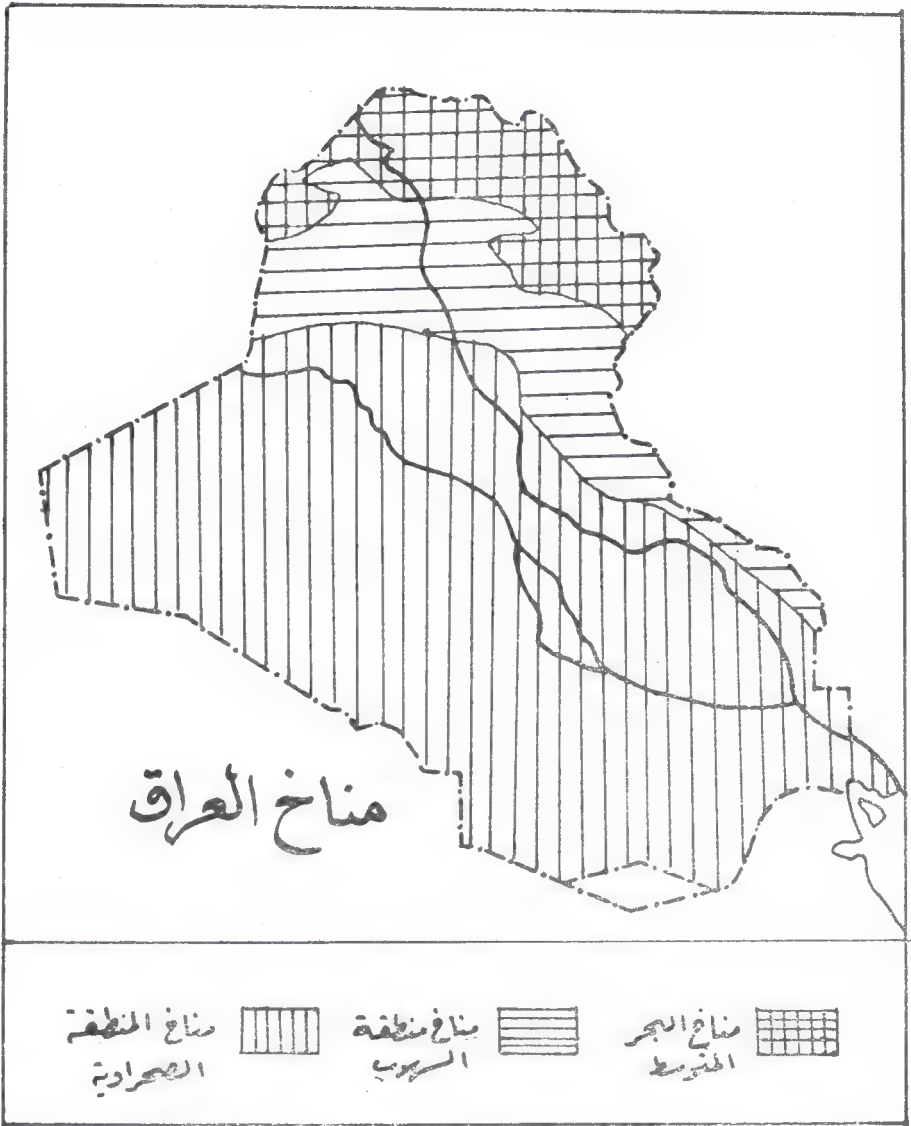 مناخ العراق
مناخ البحر
المتوسط
مناخ منطقة
السهوب
مناخ المنطقة
الصحراوية